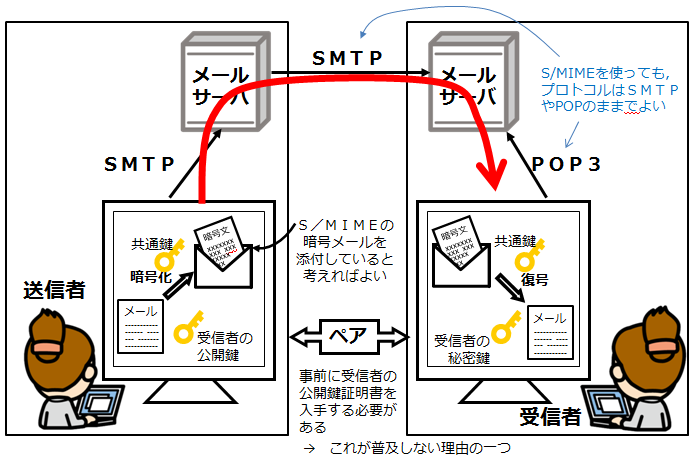 メール
サーバ
ＳＭＴＰ
メール
サーバ
S/MIMEを使っても，
プロトコルはＳＭＴＰ
やPOPのままでよい
ＳＭＴＰ
ＰＯＰ３
共通鍵
暗号文
xxxxxxx
xxx xxx
xxxxxxx
暗号化
メール
受信者の
公開鍵
送信者
Ｓ／ＭＩＭＥの
暗号メールを
添付していると
考えればよい
ペア
事前に受信者の
公開鍵証明書を
入手する必要が
ある
→　これが普及しない理由の一つ
暗号文
xxxxxxx
xxx xxx
xxxxxxx
共通鍵
復号
メール
受信者の
秘密鍵
受信者